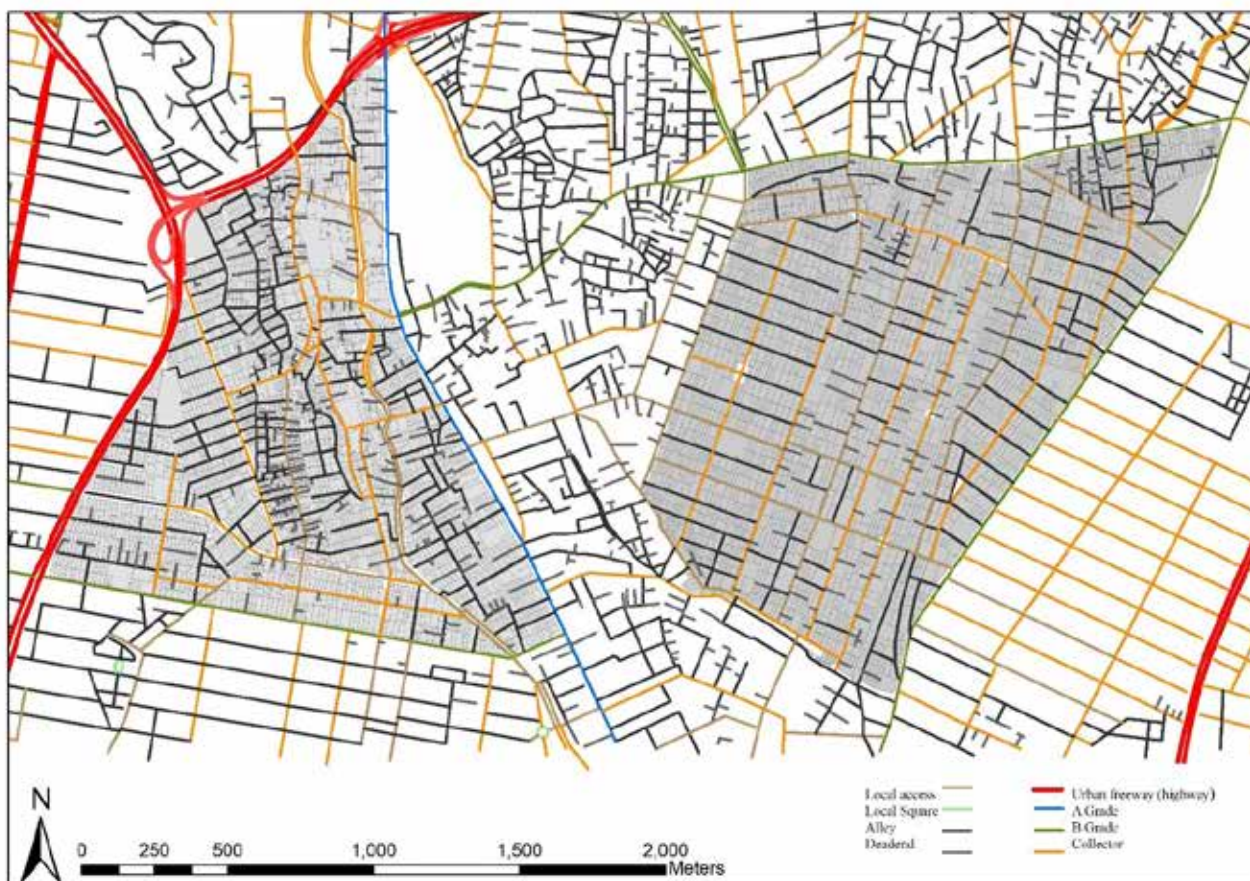 N
0 250 500 1,000 1,500 2,000
Meters
Local access
Local Square
Alley
Deadend
Urban freeway (highway)
A Grade
B Grade
Collector